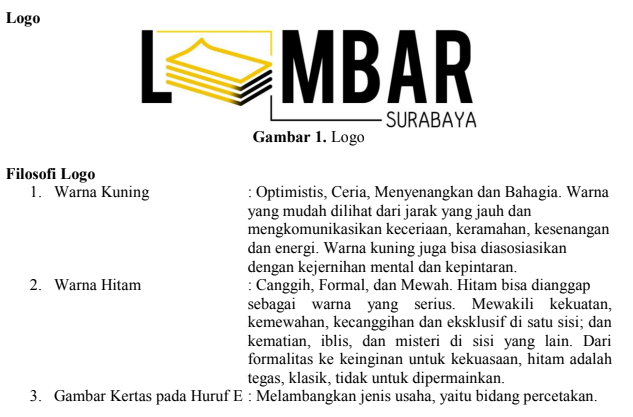 Logo
L MBAR
SURABAYA
Gambar 1. Logo
Filosofi Logo
1. Warna Kuning : Optimistis, Ceria, Menyenangkan dan Bahagia. Warna
yang mudah dilihat dari jarak yang jauh dan
mengkomunikasikan keceriaan, keramahan, kesenangan
dan energi. Warna kuning juga bisa diasosiasikan
dengan kejernihan mental dan kepintaran.
2. Warna Hitam : Canggih, Formal, dan Mewah. Hitam bisa dianggap
sebagai warna yang serius. Mewakili kekuatan,
kemewahan, kecanggihan dan eksklusif di satu sisi; dan
kematian, iblis, dan misteri di sisi yang lain. Dari
formalitas ke keinginan untuk kekuasaan, hitam adalah
tegas, klasik, tidak untuk dipermainkan.
3. Gambar Kertas pada Huruf E : Melambangkan jenis usaha, yaitu bidang percetakan.